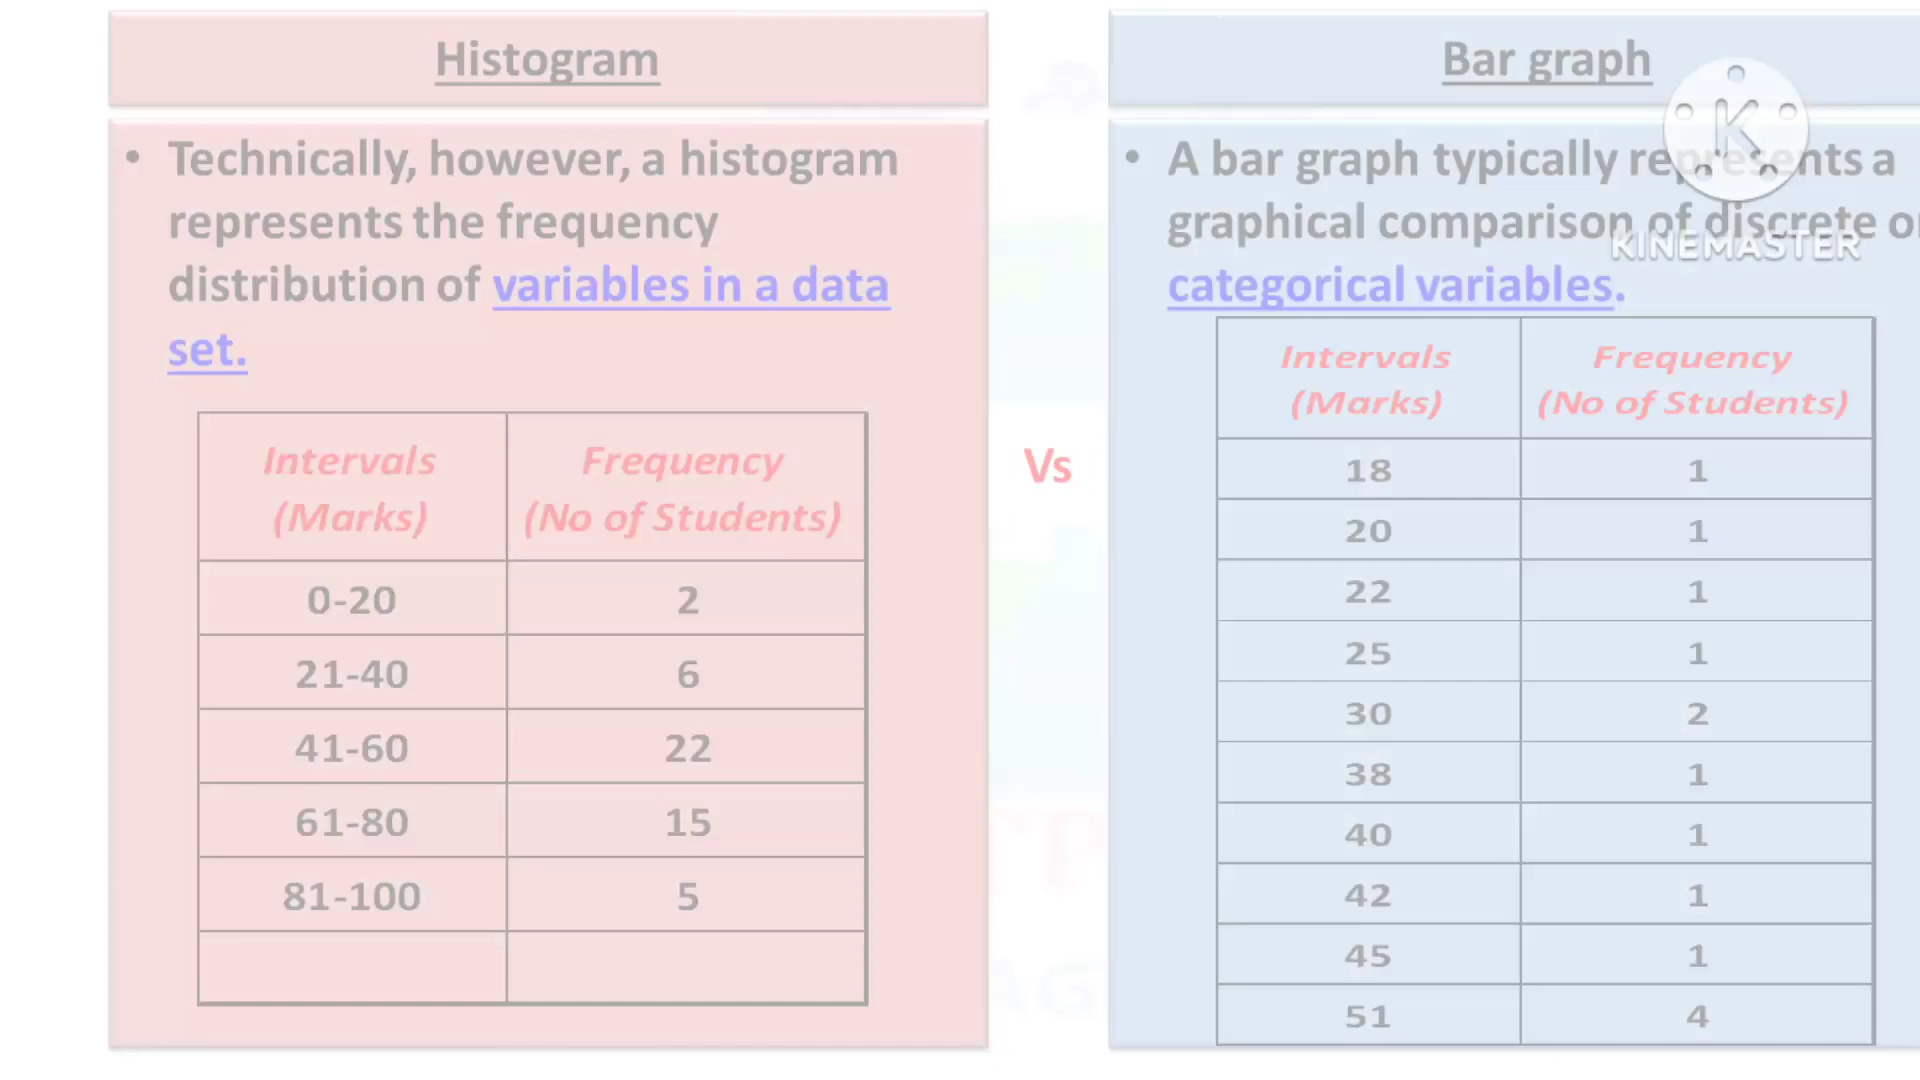 Histogram
• Technically, however, a histogram
represents the frequency
distribution of variables in a data
set.
Intervals
(Marks)
Frequency
(No of Students)
0-20 2
21-40 6
41-60 22
61-80 15
81-100 5
Vs
Bar graph
• A bar graph typically represents a
graphical comparison of discrete or
categorical variables.
Intervals
(Marks)
Frequency
(No of Students)
18 1
20 1
22 1
25 1
30 2
38 1
40 1
42 1
45 1
51 4
K
KINEMASTER